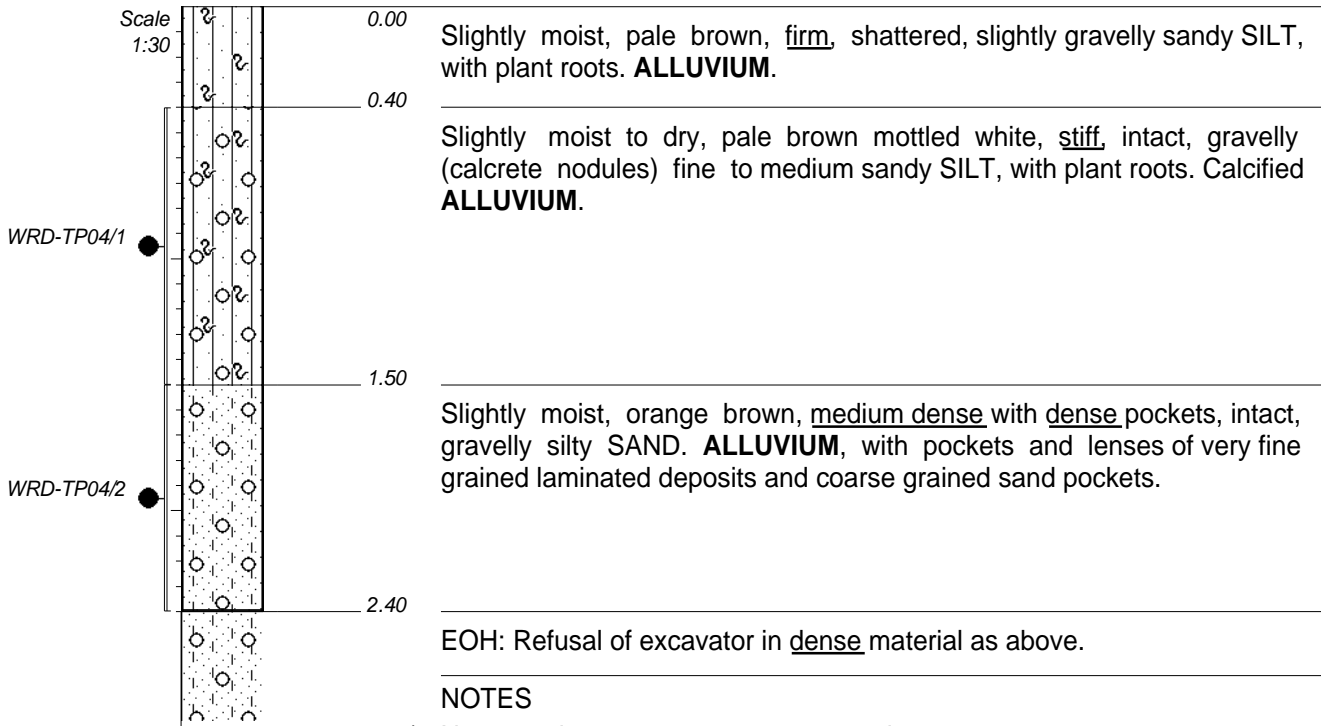 Scale
1:30
0.00
Slightly moist, pale brown, firm, shattered, slightly gravelly sandy SILT,
with plant roots. ALLUVIUM.
0.40
Slightly moist to dry, pale brown mottled white, stiff, intact, gravelly
(calcrete nodules) fine to medium sandy SILT, with plant roots. Calcified
ALLUVIUM.
WRD-TP04/1
1.50
Slightly moist, orange brown, medium dense with dense pockets, intact,
gravelly silty SAND. ALLUVIUM, with pockets and lenses of very fine
grained laminated deposits and coarse grained sand pockets.
WRD-TP04/2
2.40
EOH: Refusal of excavator in dense material as above.
NOTES